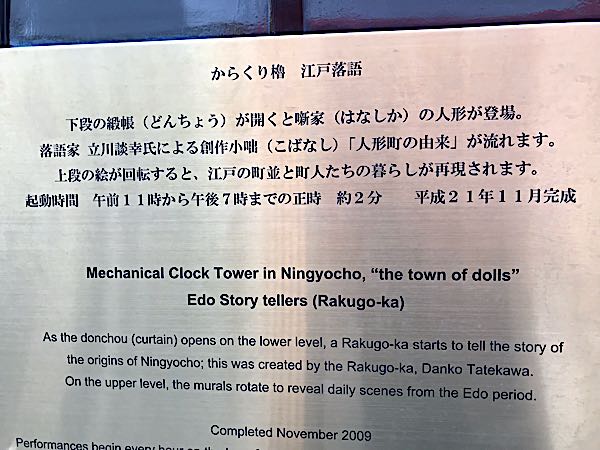 からくり櫓　江戸落語
下段の緞帳（どんちょう）が開くと噺家（はなしか）の人形が登場。
落語家 立川談幸氏による創作小咄（こばなし）「人形町の由来」が流れます。
上段の絵が回転すると、江戸の町並と町人たちの暮らしが再現されます。
起動時間　午前１１時から午後７時までの正時　約２分　　平成２１年１１月完成
Mechanical Clock Tower in Ningyocho, “the town of dolls”
Edo Story tellers (Rakugo-ka)
As the donchou (curtain) opens on the lower level, a Rakugo-ka starts to tell the story of
the origins of Ningyocho; this was created by the Rakugo-ka, Danko Tatekawa.
On the upper level, the murals rotate to reveal daily scenes from the Edo period.
Completed November 2009
Performances begin every hour on the